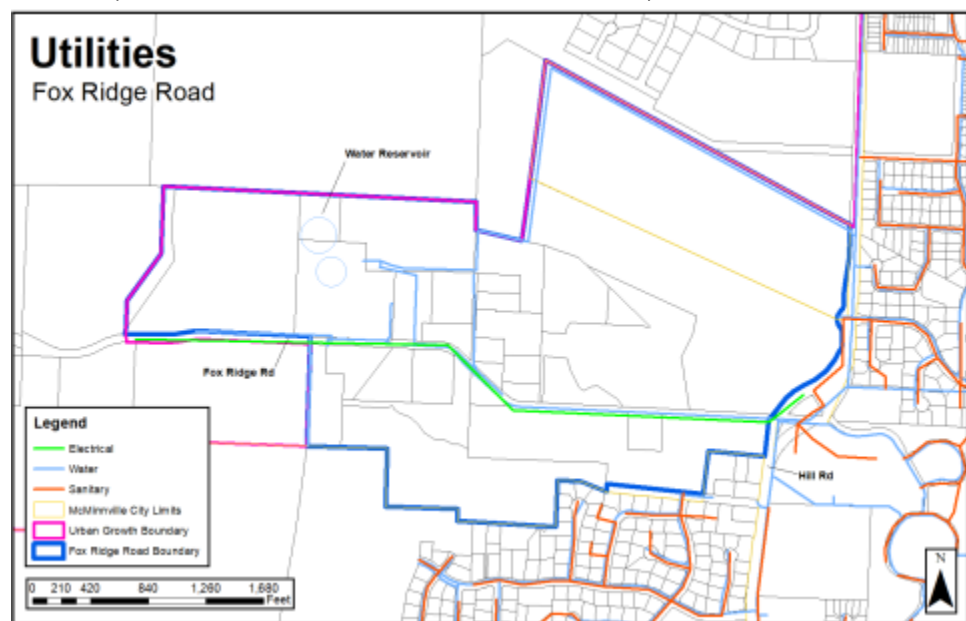 Utilities
Fox Ridge Road
Water Reservoir
Fox Ridge Rd
Hill Rd
Legend
Electrical
Water
Sanitary
McMinnville City Limits
Urban Growth Boundary
Fox Ridge Road Boundary
0 210 420 840 1,260 1,680
Feet
N